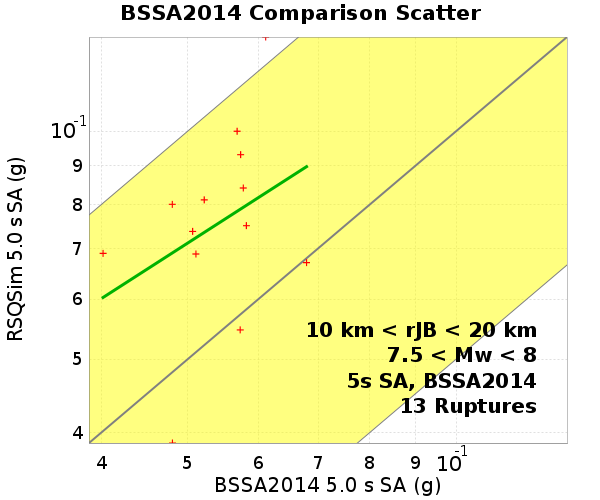 BSSA2014 Comparison Scatter
RSQSim 5.0 s SA (g)
10-1
9
8
7
6
5
4
10 km < rJB < 20 km
7.5 < Mw < 8
5s SA, BSSA2014
13 Ruptures
4 5 6 7 8 9 10-1
BSSA2014 5.0 s SA (g)